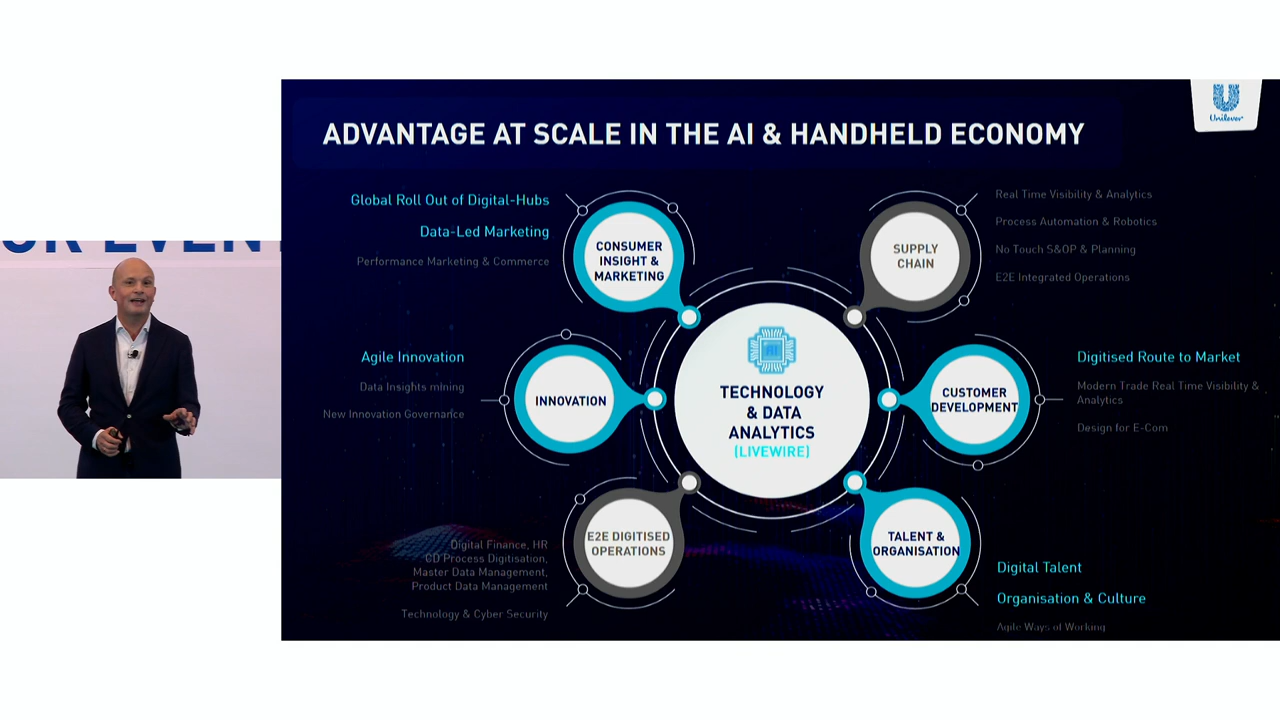 ADVANTAGE AT SCALE IN THE AI & HANDHELD ECONOMY
Unilever
Global Roll Out of Digital-Hubs
Data-Led Marketing
Performance Marketing & Commerce
CONSUMER
INSIGHT &
MARKETING
SUPPLY
CHAIN
Real Time Visibility & Analytics
Process Automation & Robotics
No Touch S&OP & Planning
E2E Integrated Operations
Agile Innovation
Data Insights mining
New Innovation Governance
INNOVATION
AI
TECHNOLOGY
& DATA
ANALYTICS
(LIVEWIRE)
CUSTOMER
DEVELOPMENT
Digitised Route to Market
Modern Trade Real Time Visibility &
Analytics
Design for E-Com
E2E DIGITISED
OPERATIONS
Digital Finance, HR
CD Process Digitisation,
Master Data Management,
Product Data Management
Technology & Cyber Security
TALENT &
ORGANISATION
Digital Talent
Organisation & Culture
Agile Ways of Working